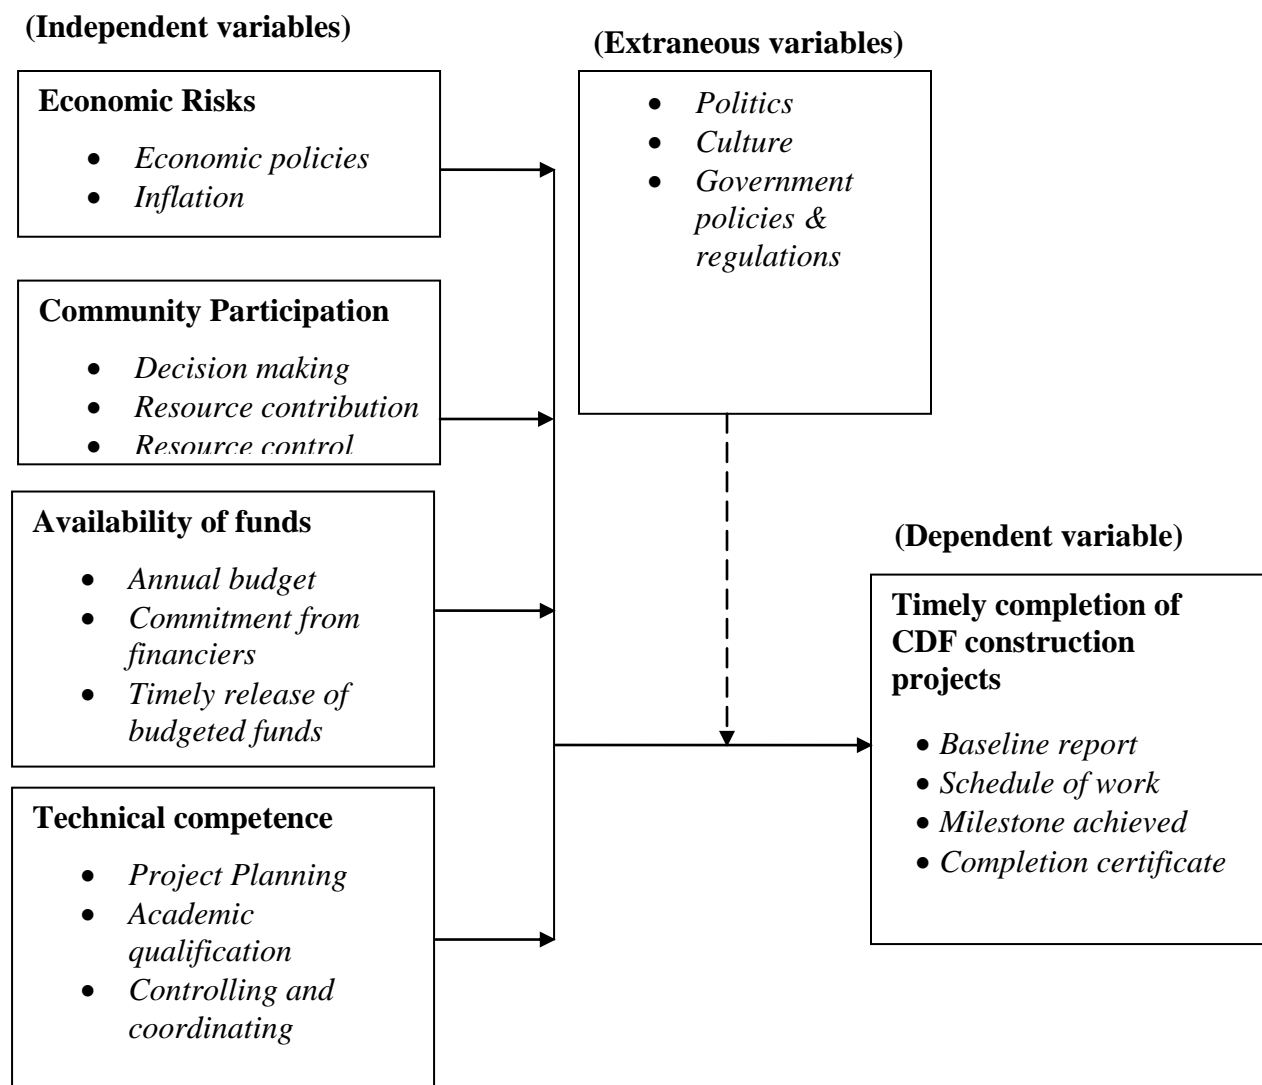 (Independent variables)
Economic Risks
• Economic policies
• Inflation
Community Participation
• Decision making
• Resource contribution
• Resource control
Availability of funds
• Annual budget
• Commitment from
financiers
• Timely release of
budgeted funds
Technical competence
• Project Planning
• Academic
qualification
• Controlling and
coordinating
(Extraneous variables)
• Politics
• Culture
• Government
policies &
regulations
(Dependent variable)
Timely completion of
CDF construction
projects
• Baseline report
• Schedule of work
• Milestone achieved
• Completion certificate